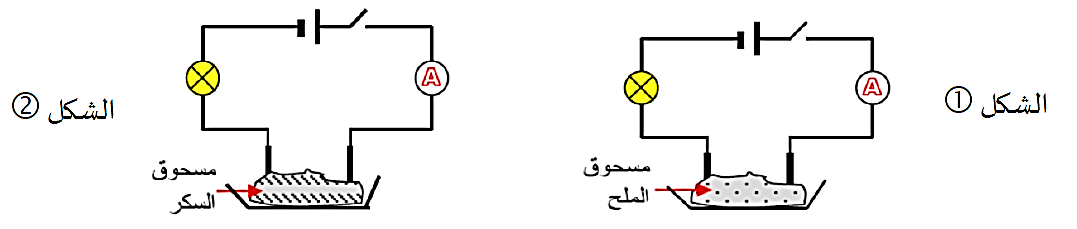 الشكل ①
A
مسحوق
الملح
الشكل ②
A
مسحوق
السكر